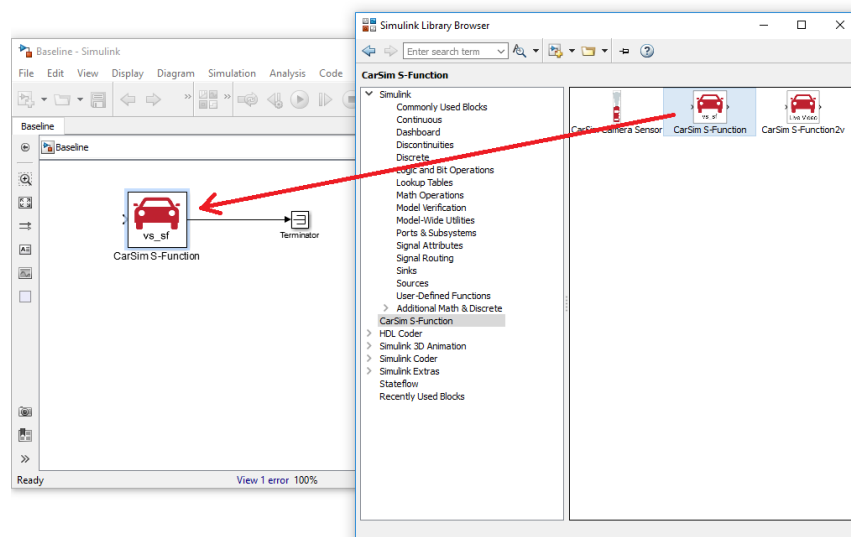 Baseline - Simulink
File Edit View Display Diagram Simulation Analysis Code
»
»
Baseline
Baseline
vs_sf
CarSim S-Function
Terminator
»
Ready
View 1 error 100%
Simulink Library Browser
Enter search term
CarSim S-Function
Simulink
Commonly Used Blocks
Continuous
Dashboard
Discontinuities
Discrete
Logic and Bit Operations
Lookup Tables
Math Operations
Model Verification
Model-Wide Utilities
Ports & Subsystems
Signal Attributes
Signal Routing
Sinks
Sources
User-Defined Functions
Additional Math & Discrete
CarSim S-Function
HDL Coder
Simulink 3D Animation
Simulink Coder
Simulink Extras
Stateflow
Recently Used Blocks
CarSim Camera Sensor
vs_sf
CarSim S-Function
Live Video
CarSim S-Function2v